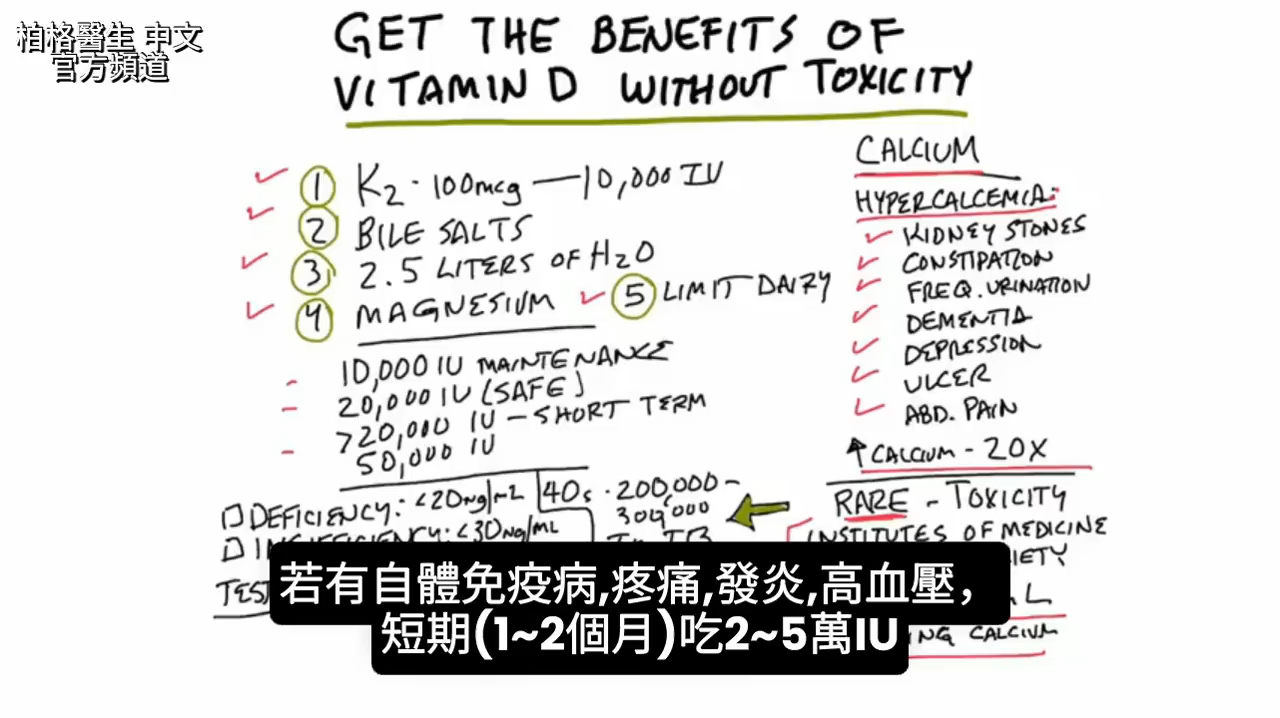 柏格醫生 中文
官方頻道
GET THE BENEFITS OF
VITAMIN D WITHOUT TOXICITY
1 K2 · 100mcg — 10,000 IU
2 BILE SALTS
3 2.5 LITERS OF H2O
4 MAGNESIUM
5 LIMIT DAIRY
10,000 IU MAINTENANCE
20,000 IU (SAFE)
>20,000 IU - SHORT TERM
50,000 IU
DEFICIENCY: <20ng/mL
<30ng/mL
40s · 200,000 -
300,000
CALCIUM
HYPERCALCEMIA:
KIDNEY STONES
CONSTIPATION
FREQ. URINATION
DEMENTIA
DEPRESSION
ULCER
ABD. PAIN
↑ CALCIUM - 20X
RARE - TOXICITY
INSTITUTES OF MEDICINE
CALCIUM
若有自體免疫病,疼痛,發炎,高血壓，
短期(1~2個月)吃2~5萬IU